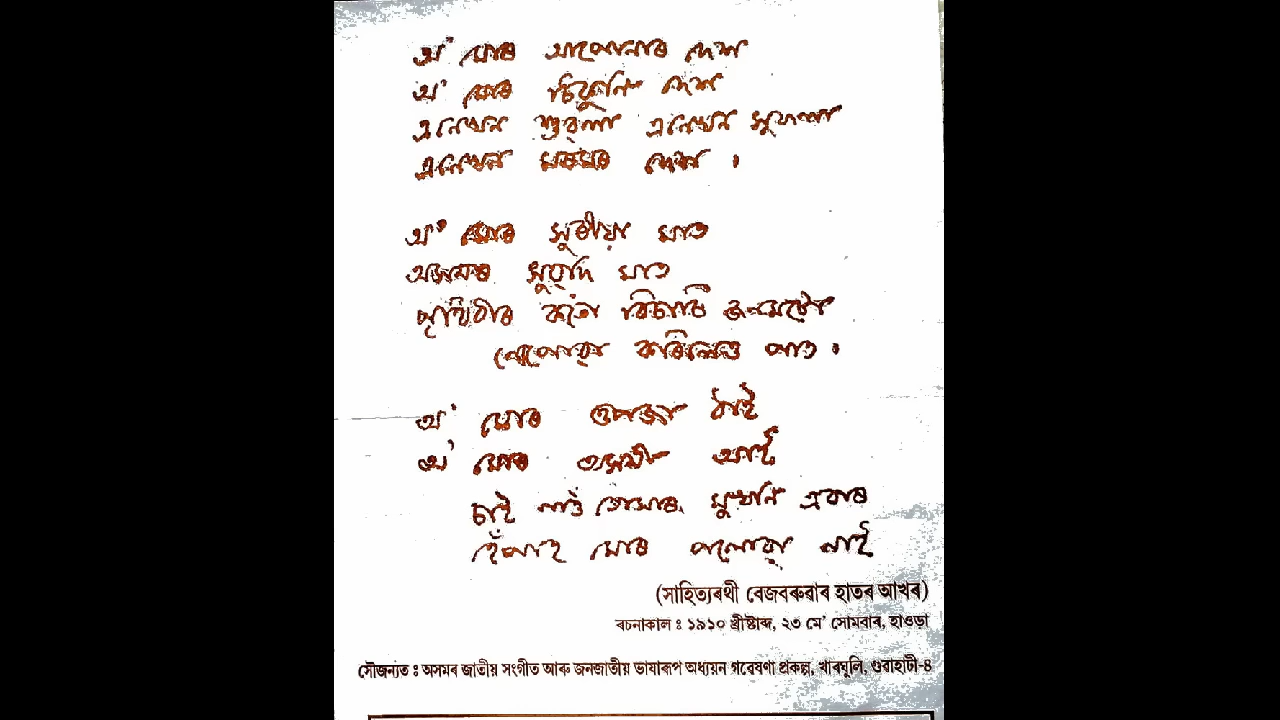 অ' মোৰ আপোনাৰ দেশ
অ' মোৰ চিকুণি দেশ
এনেখন শুৱলা এনেখন সুফলা
এনেখন মৰমৰ দেশ ।
অ' মোৰ সুৰীয়া মাত
অসমৰ সুৱদি মাত
পৃথিবীৰ কতো বিচাৰি জনমটো
নোপোৱা কৰিলেও পাত ।
অ' মোৰ ওপজা ঠাই
অ' মোৰ অসমী আই
চাই লওঁ তোমাৰ মুখনি এবাৰ
হেঁপাহ মোৰ পলোৱা নাই
(সাহিত্যৰথী বেজবৰুৱাৰ হাতৰ আখৰ)
ৰচনাকাল : ১৯১০ খ্ৰীষ্টাব্দ, ২৩ মে' সোমবাৰ, হাওড়া
সৌজন্যত : অসমৰ জাতীয় সংগীত আৰু জনজাতীয় ভাষাৰূপ অধ্যয়ন গৱেষণা প্ৰকল্প, খাৰঘুলি, গুৱাহাটী-৪